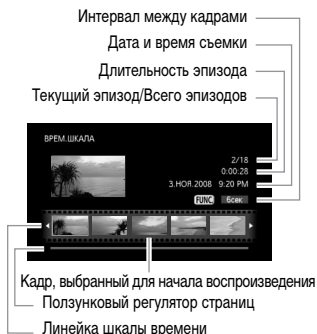 Интервал между кадрами
Дата и время съемки
Длительность эпизода
Текущий эпизод/Всего эпизодов
ВРЕМ.ШКАЛА
2/18
0:00:28
3.НОЯ.2008 9:20 PM
FUNC. 6сек
Кадр, выбранный для начала воспроизведения
Ползунковый регулятор страниц
Линейка шкалы времени